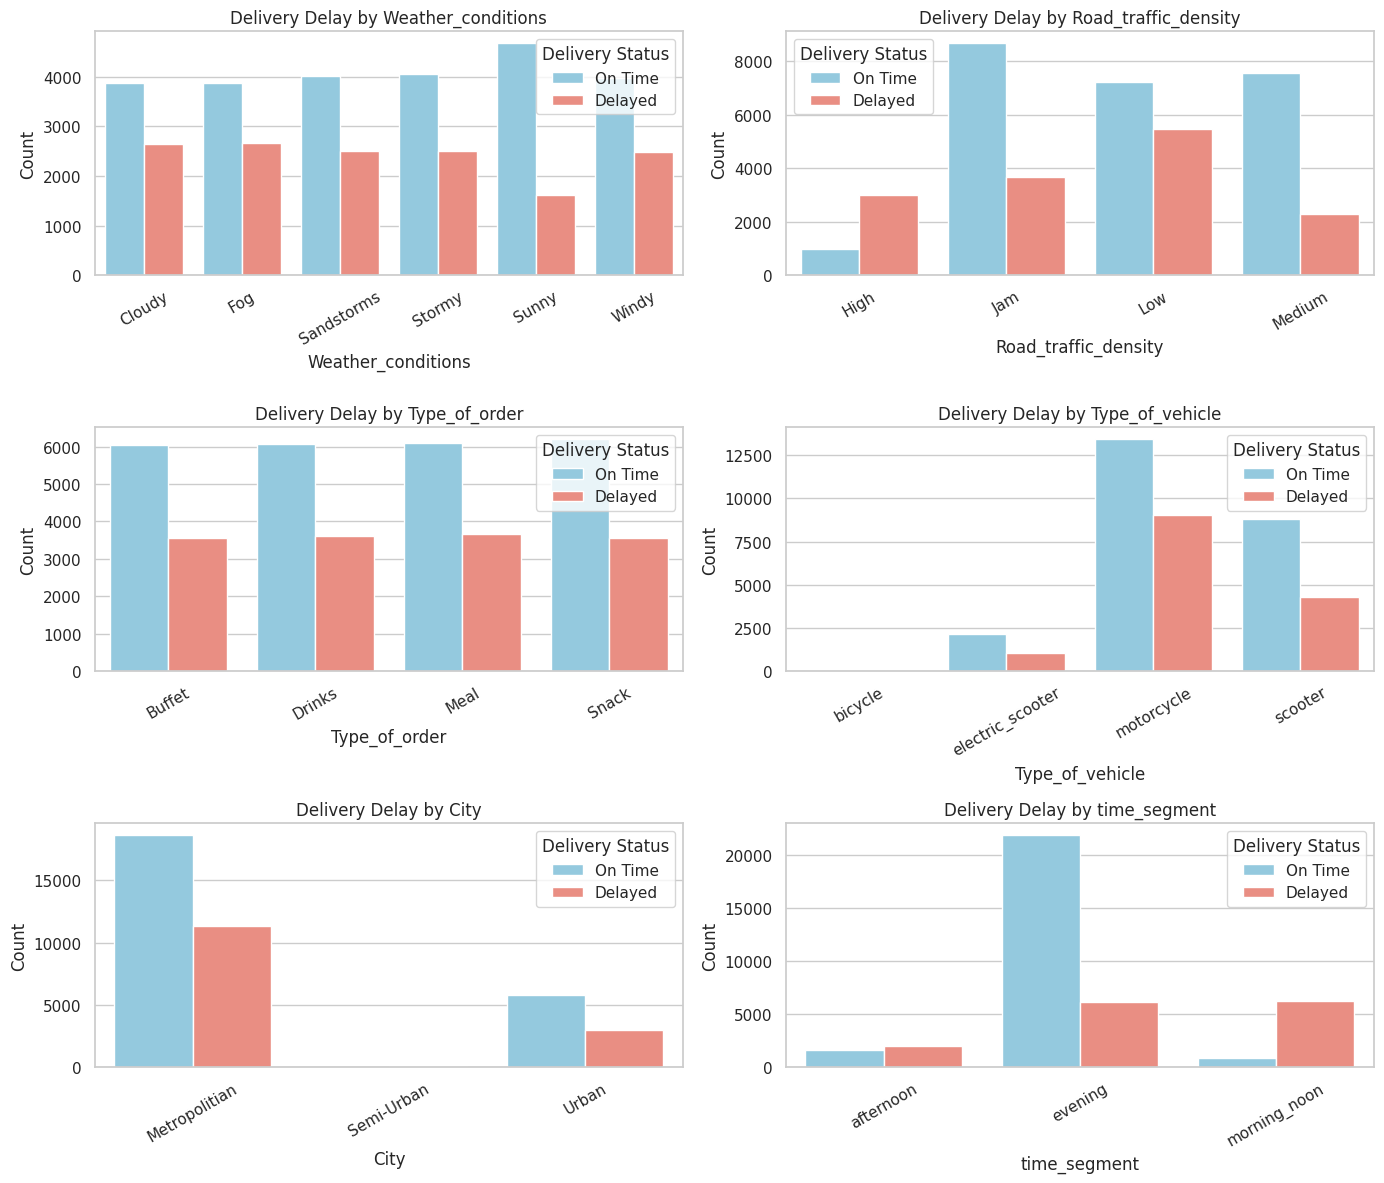 Delivery Delay by Weather_conditions
Count
4000
3000
2000
1000
0
Delivery Status
On Time
Delayed
Cloudy
Fog
Sandstorms
Stormy
Sunny
Windy
Weather_conditions
Delivery Delay by Road_traffic_density
Count
8000
6000
4000
2000
0
Delivery Status
On Time
Delayed
High
Jam
Low
Medium
Road_traffic_density
Delivery Delay by Type_of_order
Count
6000
5000
4000
3000
2000
1000
0
Delivery Status
On Time
Delayed
Buffet
Drinks
Meal
Snack
Type_of_order
Delivery Delay by Type_of_vehicle
Count
12500
10000
7500
5000
2500
0
Delivery Status
On Time
Delayed
bicycle
electric_scooter
motorcycle
scooter
Type_of_vehicle
Delivery Delay by City
Count
15000
10000
5000
0
Delivery Status
On Time
Delayed
Metropolitian
Semi-Urban
Urban
City
Delivery Delay by time_segment
Count
20000
15000
10000
5000
0
Delivery Status
On Time
Delayed
afternoon
evening
morning_noon
time_segment